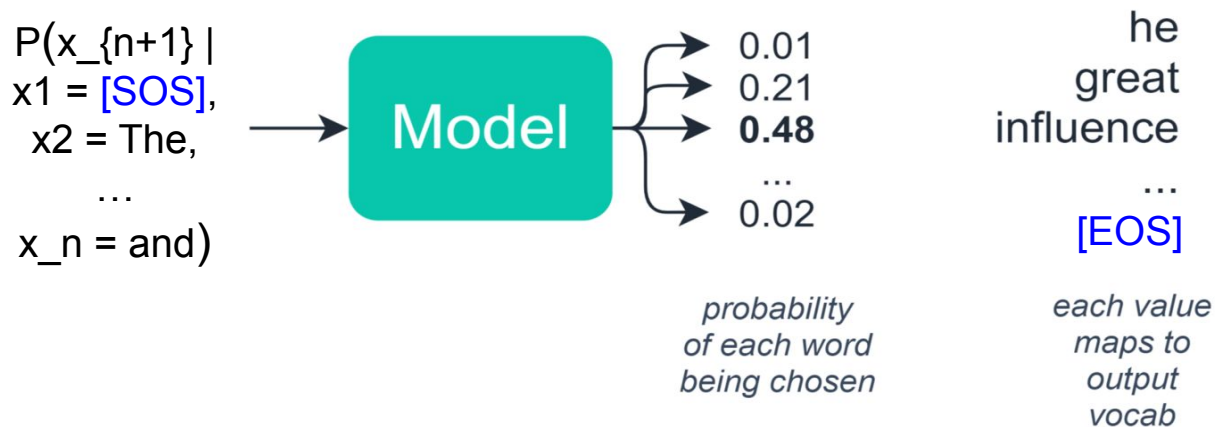 P(x_{n+1} |
x1 = [SOS],
x2 = The,
…
x_n = and)
Model
0.01
0.21
0.48
...
0.02
probability
of each word
being chosen
he
great
influence
...
[EOS]
each value
maps to
output
vocab